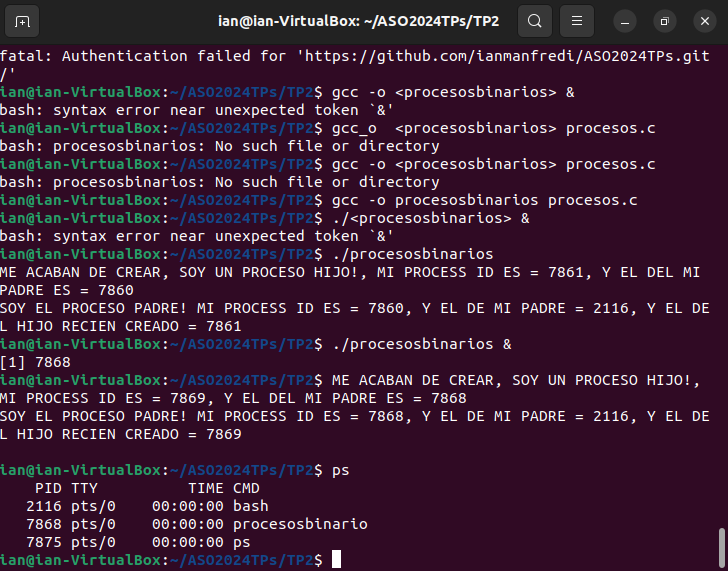 ian@ian-VirtualBox: ~/ASO2024TPs/TP2
fatal: Authentication failed for 'https://github.com/ianmanfredi/ASO2024TPs.git
/'
ian@ian-VirtualBox:~/ASO2024TPs/TP2$ gcc -o <procesosbinarios> &
bash: syntax error near unexpected token `&'
ian@ian-VirtualBox:~/ASO2024TPs/TP2$ gcc_o  <procesosbinarios> procesos.c
bash: procesosbinarios: No such file or directory
ian@ian-VirtualBox:~/ASO2024TPs/TP2$ gcc -o <procesosbinarios> procesos.c
bash: procesosbinarios: No such file or directory
ian@ian-VirtualBox:~/ASO2024TPs/TP2$ gcc -o procesosbinarios procesos.c
ian@ian-VirtualBox:~/ASO2024TPs/TP2$ ./<procesosbinarios> &
bash: syntax error near unexpected token `&'
ian@ian-VirtualBox:~/ASO2024TPs/TP2$ ./procesosbinarios
ME ACABAN DE CREAR, SOY UN PROCESO HIJO!, MI PROCESS ID ES = 7861, Y EL DEL MI
PADRE ES = 7860
SOY EL PROCESO PADRE! MI PROCESS ID ES = 7860, Y EL DE MI PADRE = 2116, Y EL DE
L HIJO RECIEN CREADO = 7861
ian@ian-VirtualBox:~/ASO2024TPs/TP2$ ./procesosbinarios &
[1] 7868
ian@ian-VirtualBox:~/ASO2024TPs/TP2$ ME ACABAN DE CREAR, SOY UN PROCESO HIJO!,
MI PROCESS ID ES = 7869, Y EL DEL MI PADRE ES = 7868
SOY EL PROCESO PADRE! MI PROCESS ID ES = 7868, Y EL DE MI PADRE = 2116, Y EL DE
L HIJO RECIEN CREADO = 7869
ian@ian-VirtualBox:~/ASO2024TPs/TP2$ ps
    PID TTY          TIME CMD
   2116 pts/0    00:00:00 bash
   7868 pts/0    00:00:00 procesosbinario
   7875 pts/0    00:00:00 ps
ian@ian-VirtualBox:~/ASO2024TPs/TP2$